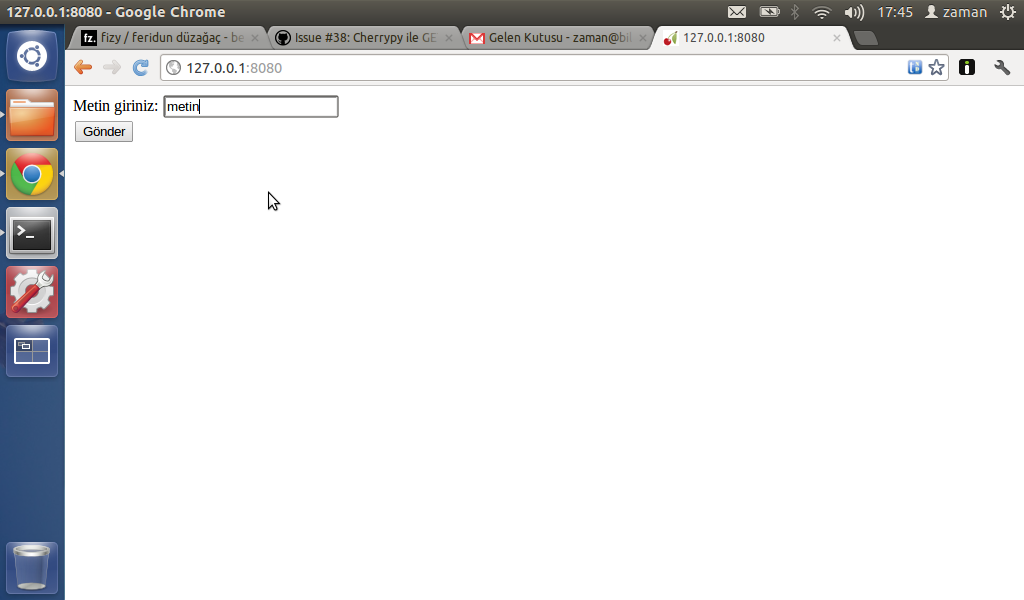 127.0.0.1:8080 - Google Chrome
17:45
zaman
fz. fizy / feridun düzağaç - be
Issue #38: Cherrypy ile GE
Gelen Kutusu - zaman@bil
127.0.0.1:8080
127.0.0.1:8080
Metin giriniz: metin
Gönder